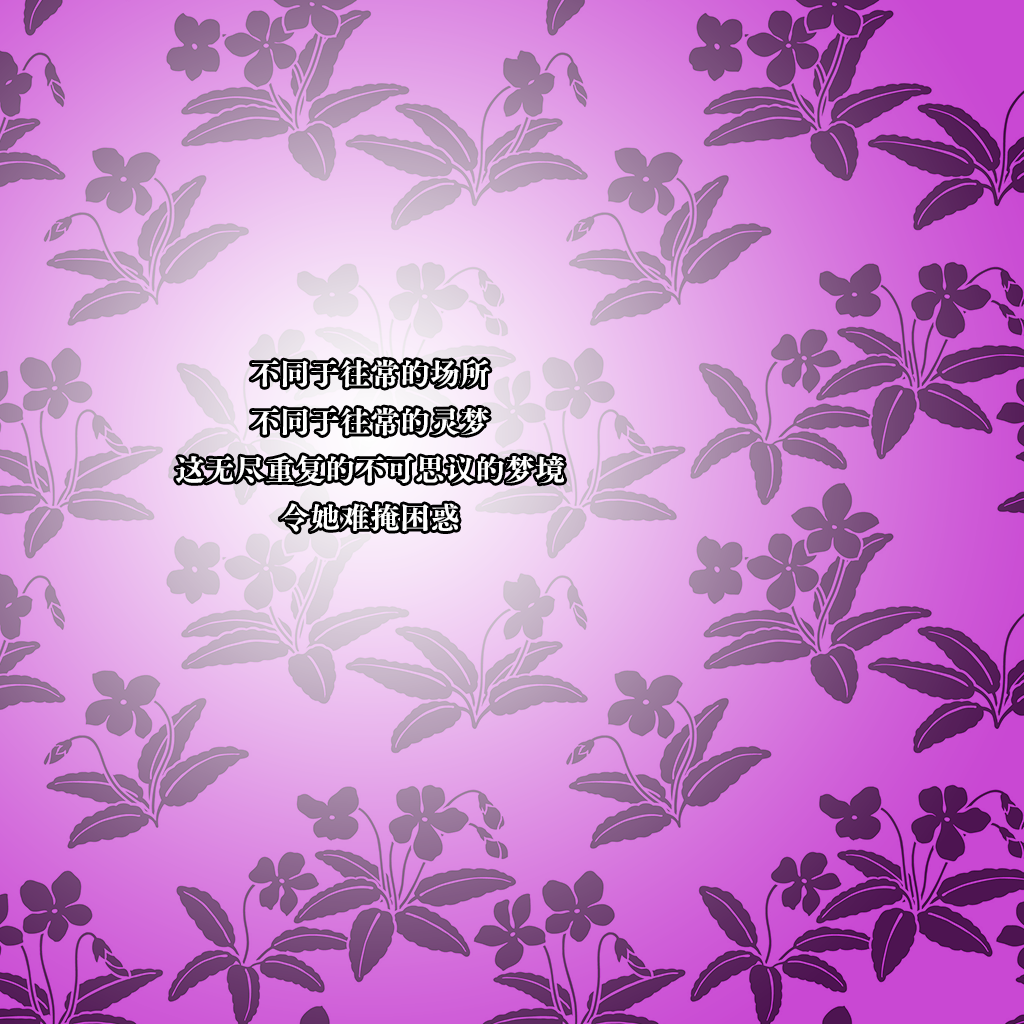 不同于往常的场所
不同于往常的灵梦
这无尽重复的不可思议的梦境
令她难掩困惑